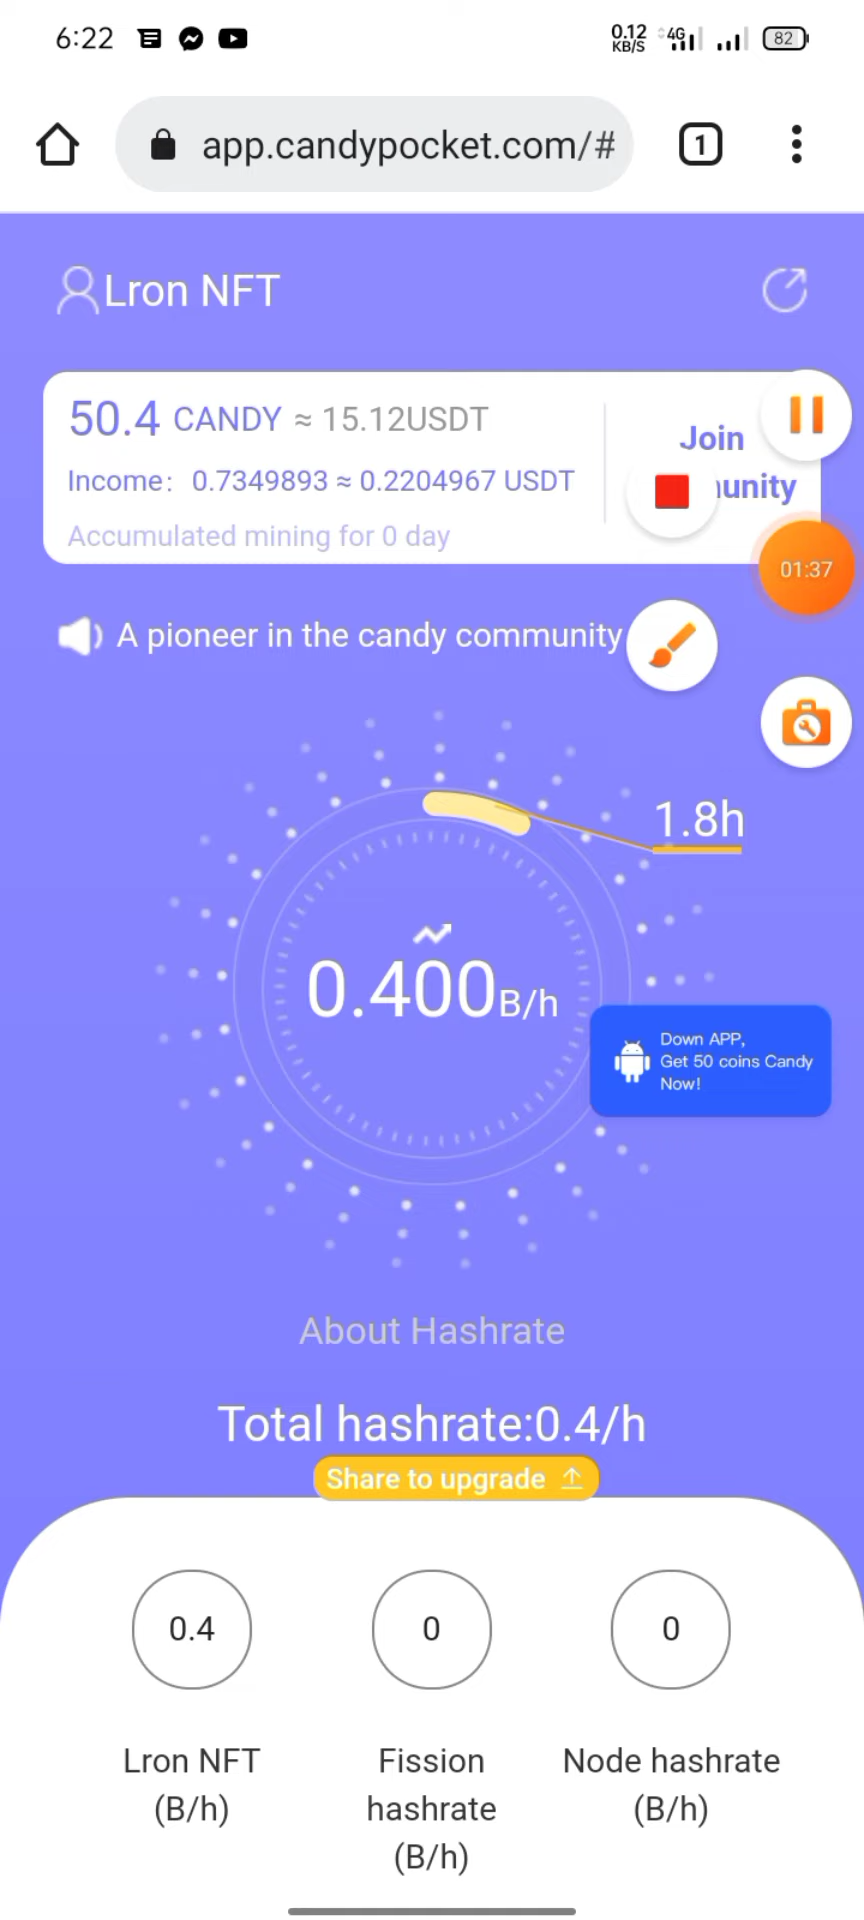 6:22
0.12
KB/S
4G
82
app.candypocket.com/#
1
Lron NFT
50.4 CANDY ≈ 15.12USDT
Join
unity
Income: 0.7349893 ≈ 0.2204967 USDT
Accumulated mining for 0 day
01:37
A pioneer in the candy community
1.8h
0.400B/h
Down APP,
Get 50 coins Candy
Now!
About Hashrate
Total hashrate:0.4/h
Share to upgrade
0.4
0
0
Lron NFT
(B/h)
Fission
hashrate
(B/h)
Node hashrate
(B/h)